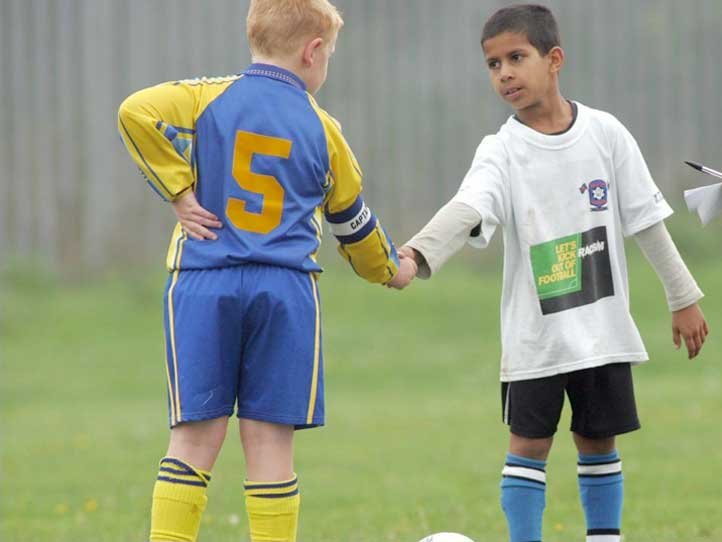 5
CAPTA
LET'S
KICK
RACISM
OUT OF
FOOTBALL